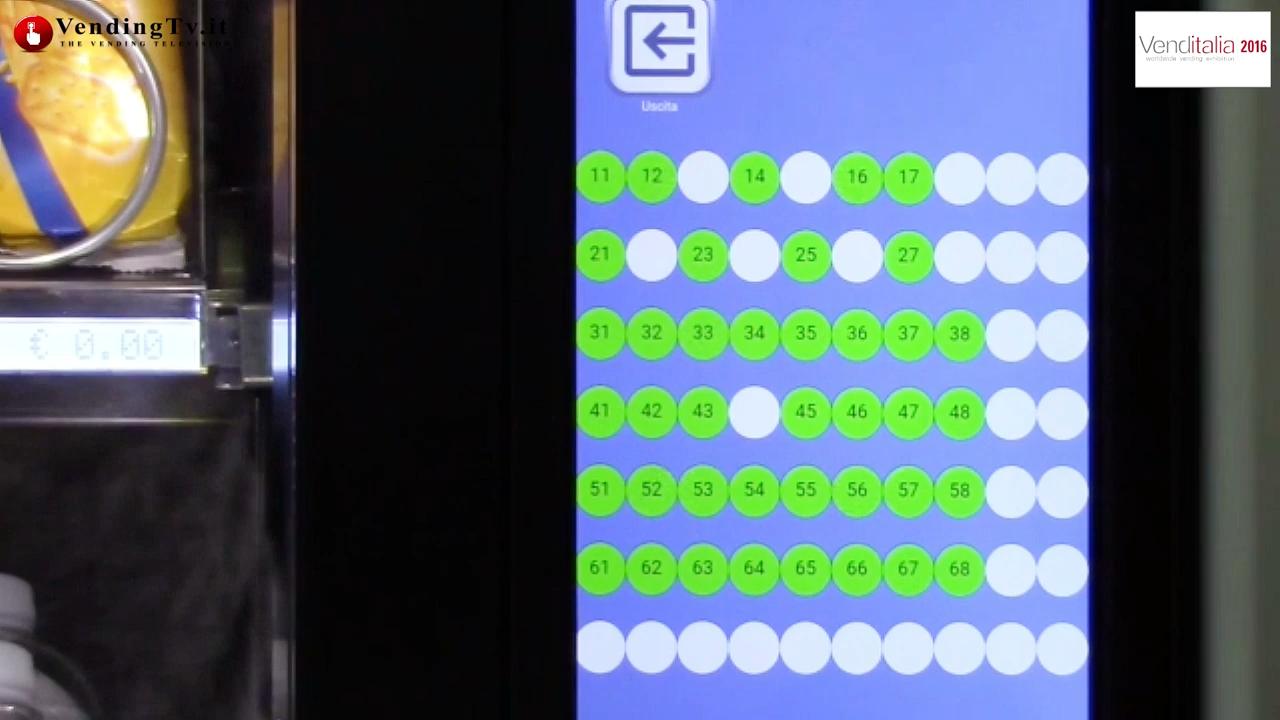 VendingTv.it
THE VENDING TELEVISION
Venditalia 2016
worldwide vending exhibition
Uscita
11 12 14 16 17
21 23 25 27
31 32 33 34 35 36 37 38
€ 0.00
41 42 43 45 46 47 48
51 52 53 54 55 56 57 58
61 62 63 64 65 66 67 68